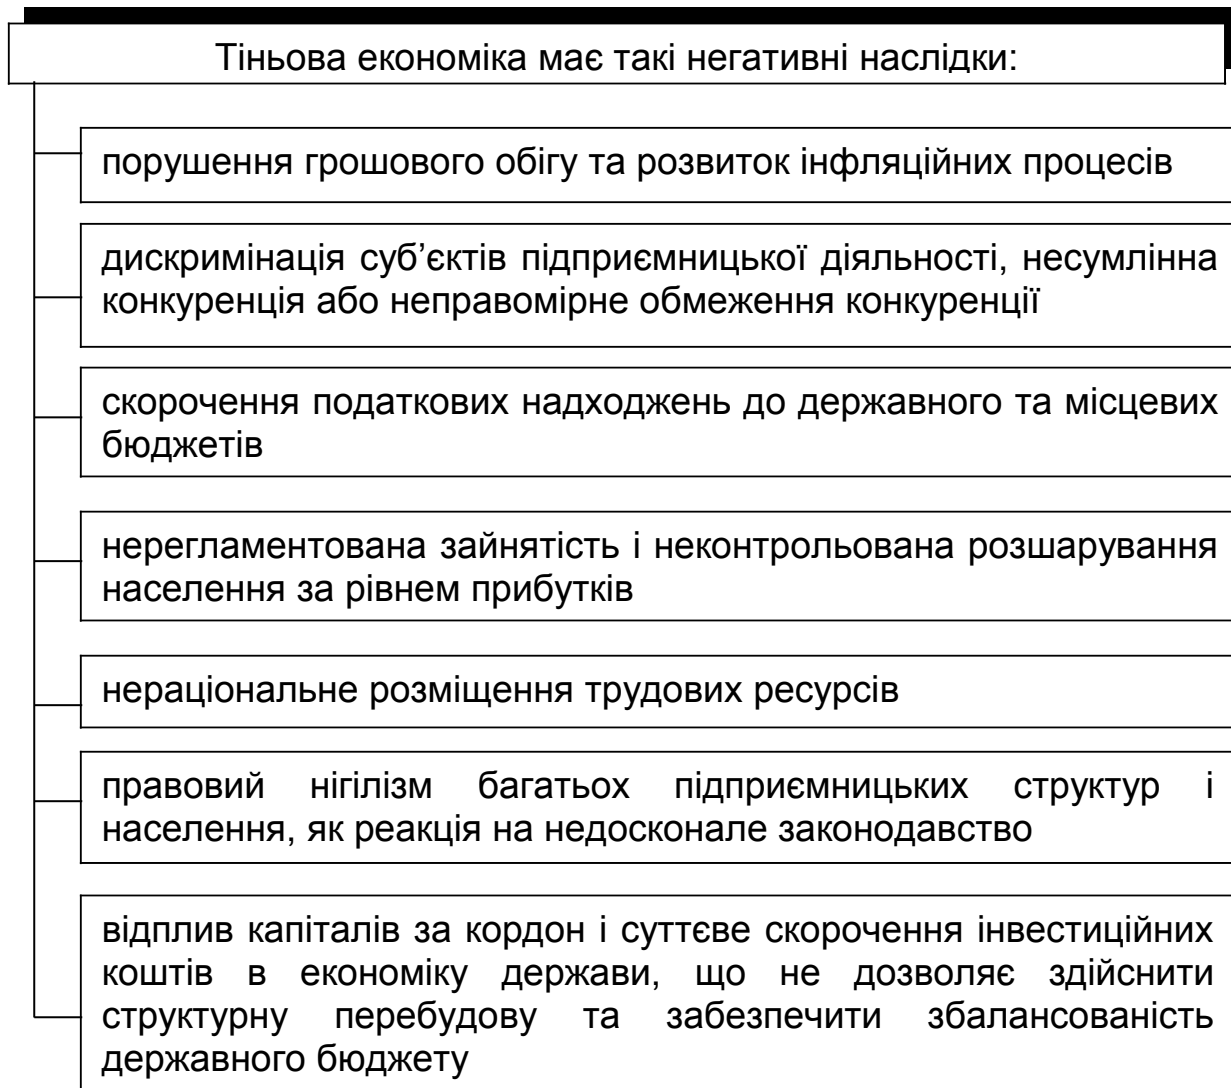 Тіньова економіка має такі негативні наслідки:
порушення грошового обігу та розвиток інфляційних процесів
дискримінація суб’єктів підприємницької діяльності, несумлінна
конкуренція або неправомірне обмеження конкуренції
скорочення податкових надходжень до державного та місцевих
бюджетів
нерегламентована зайнятість і неконтрольована розшарування
населення за рівнем прибутків
нераціональне розміщення трудових ресурсів
правовий нігілізм багатьох підприємницьких структур і
населення, як реакція на недосконале законодавство
відплив капіталів за кордон і суттєве скорочення інвестиційних
коштів в економіку держави, що не дозволяє здійснити
структурну перебудову та забезпечити збалансованість
державного бюджету